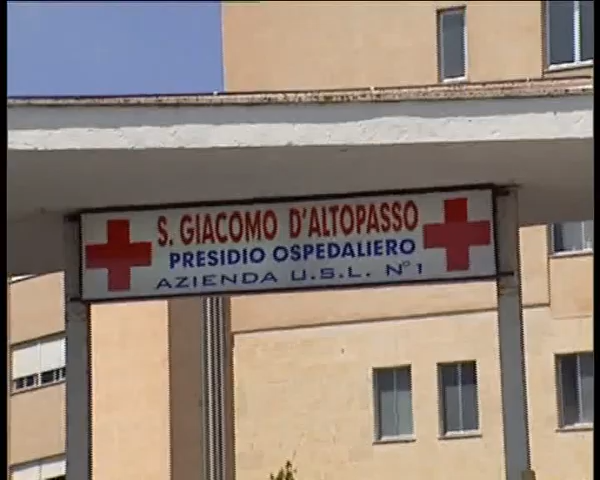 S. GIACOMO D'ALTOPASSO
PRESIDIO OSPEDALIERO
AZIENDA U.S.L. N° 1